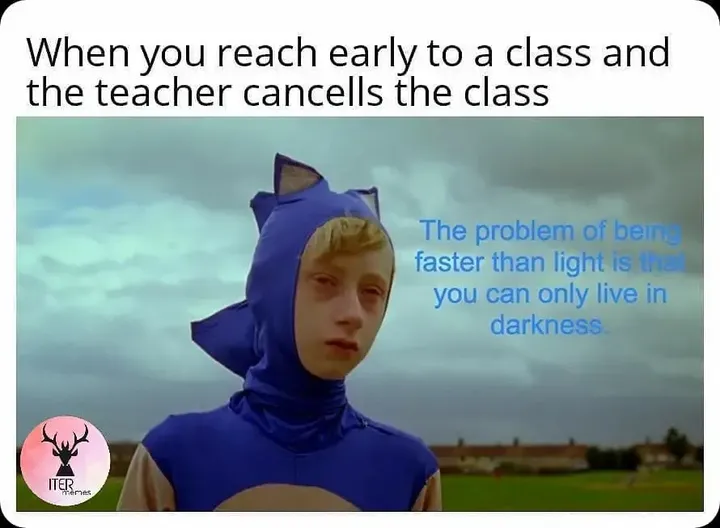 When you reach early to a class and
the teacher cancells the class
The problem of being
faster than light is that
you can only live in
darkness.
ITER
memes